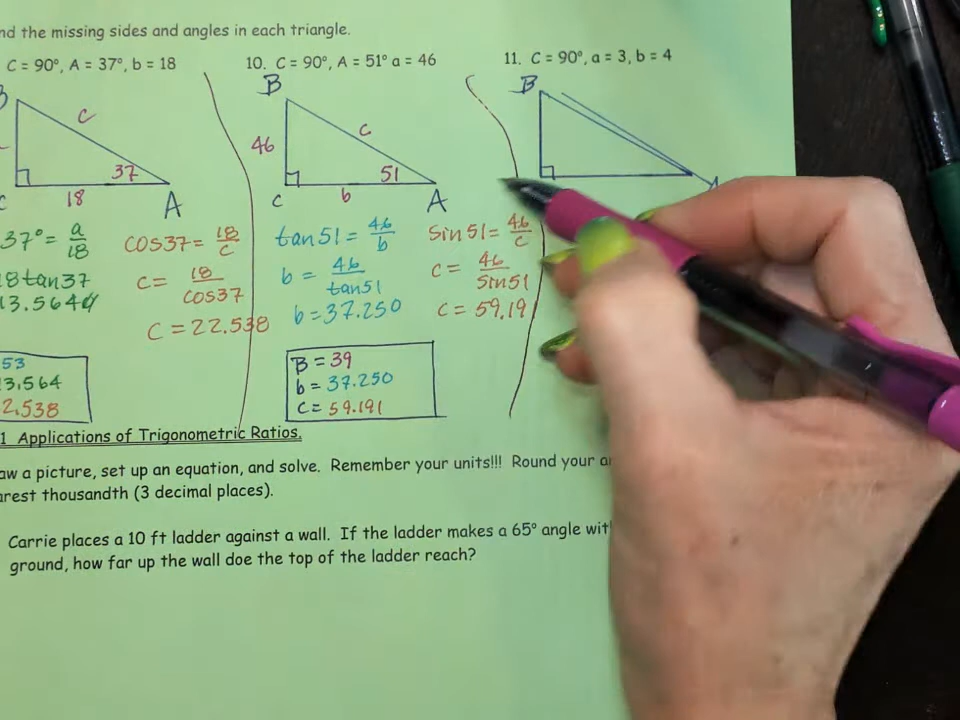 nd the missing sides and angles in each triangle.
C = 90°, A = 37°, b = 18
B
c
37
18
C
A
37° = a/18
8tan37
13.564
cos37 = 18/c
c = 18/cos37
c = 22.538
53
3.564
2.538
10. C = 90°, A = 51° a = 46
B
46
c
51
C
b
A
tan51 = 46/b
b = 46/tan51
b = 37.250
sin51 = 46/c
c = 46/sin51
c = 59.191
B = 39
b = 37.250
c = 59.191
11. C = 90°, a = 3, b = 4
B
A
1 Applications of Trigonometric Ratios.
aw a picture, set up an equation, and solve. Remember your units!!! Round your a
arest thousandth (3 decimal places).
Carrie places a 10 ft ladder against a wall. If the ladder makes a 65° angle wit
ground, how far up the wall doe the top of the ladder reach?